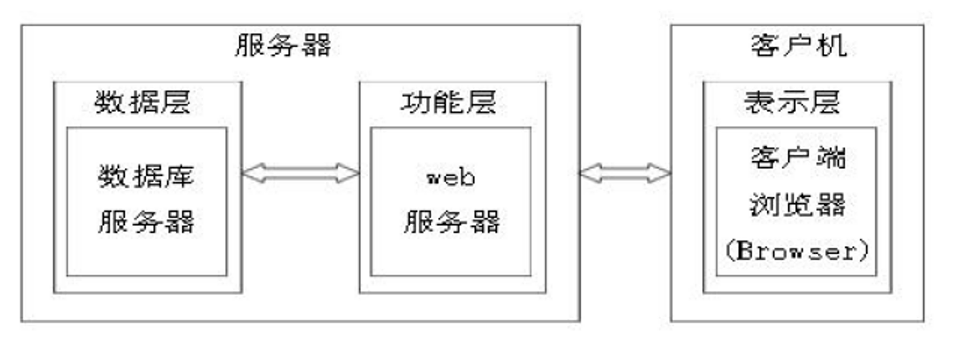 服务器
数据层
数据库
服务器
功能层
web
服务器
客户机
表示层
客户端
浏览器
(Browser)